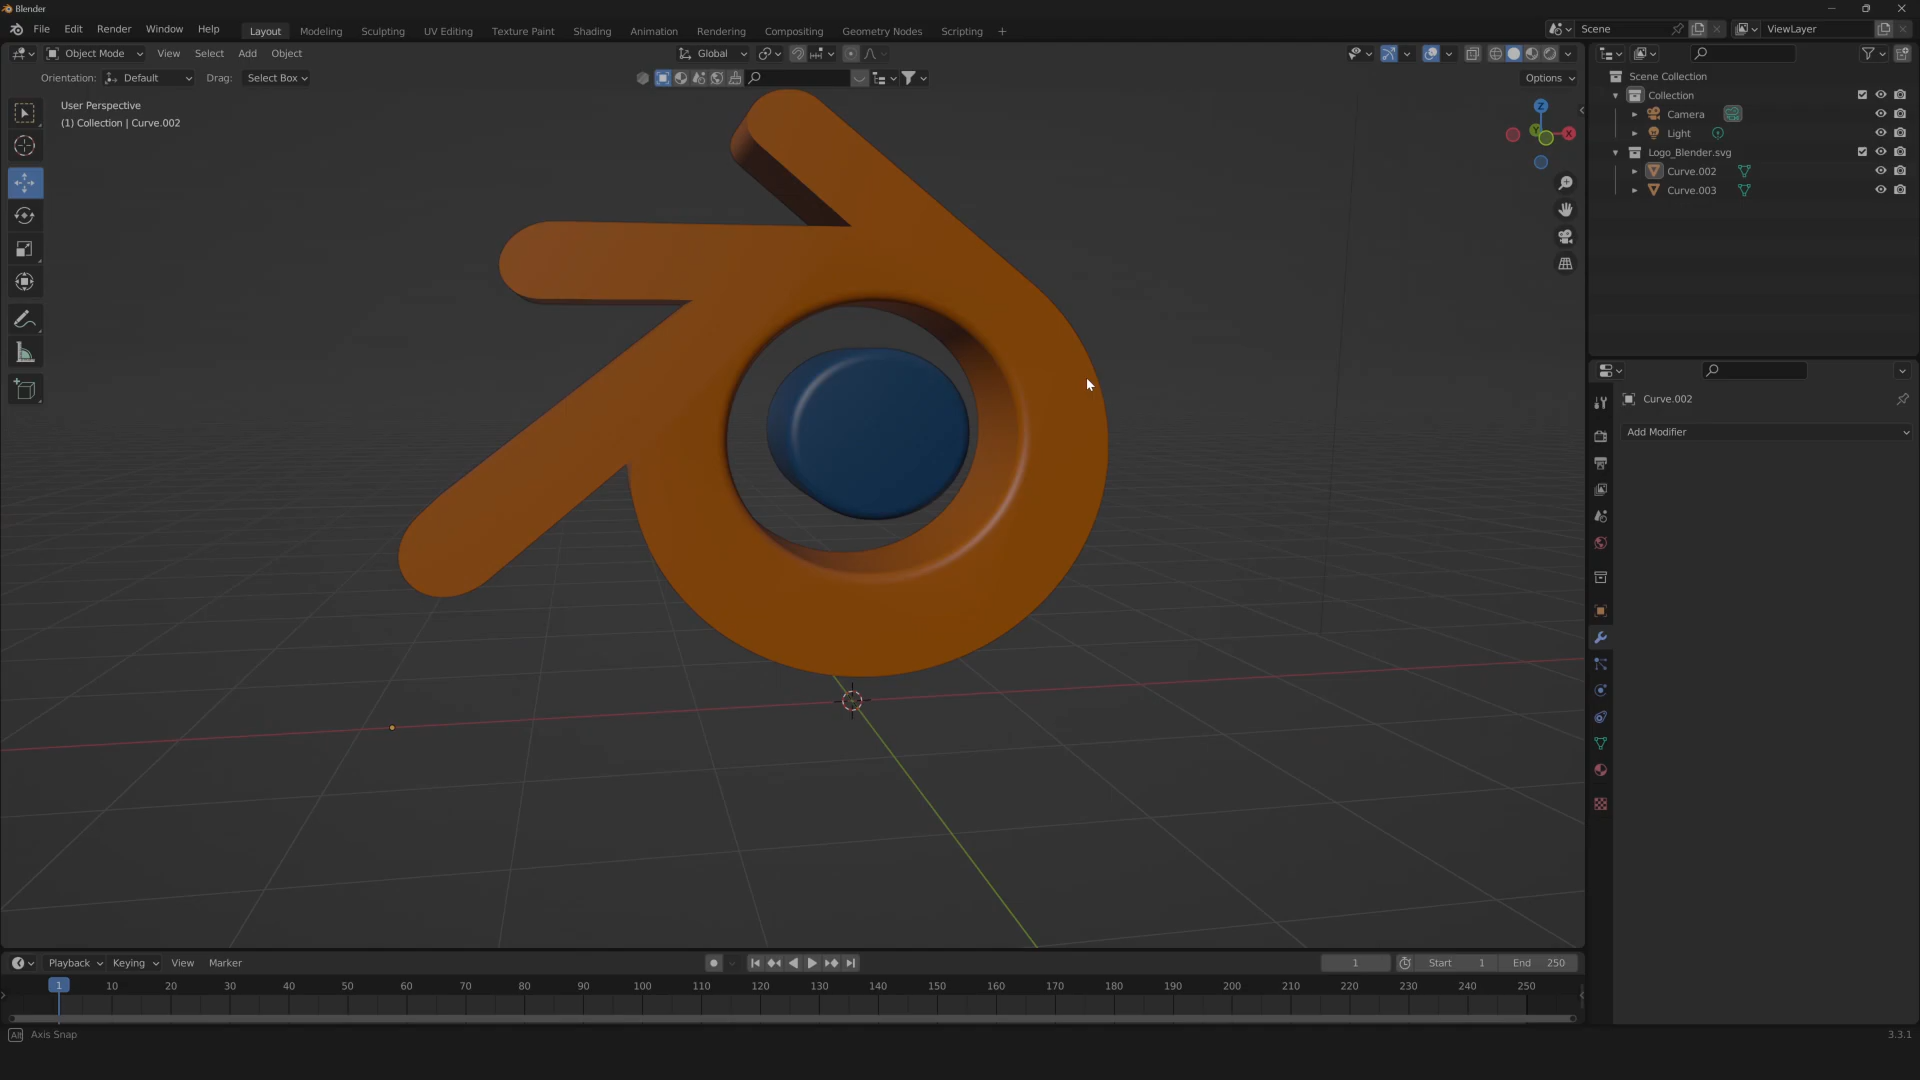 Blender
File Edit Render Window Help Layout Modeling Sculpting UV Editing Texture Paint Shading Animation Rendering Compositing Geometry Nodes Scripting + Scene ViewLayer
Object Mode View Select Add Object Global
Orientation: Default Drag: Select Box Options
User Perspective
(1) Collection | Curve.002
Z
Y X
Scene Collection
Collection
Camera
Light
Logo_Blender.svg
Curve.002
Curve.003
Curve.002
Add Modifier
Playback Keying View Marker 1 Start 1 End 250
1 10 20 30 40 50 60 70 80 90 100 110 120 130 140 150 160 170 180 190 200 210 220 230 240 250
Alt Axis Snap 3.3.1